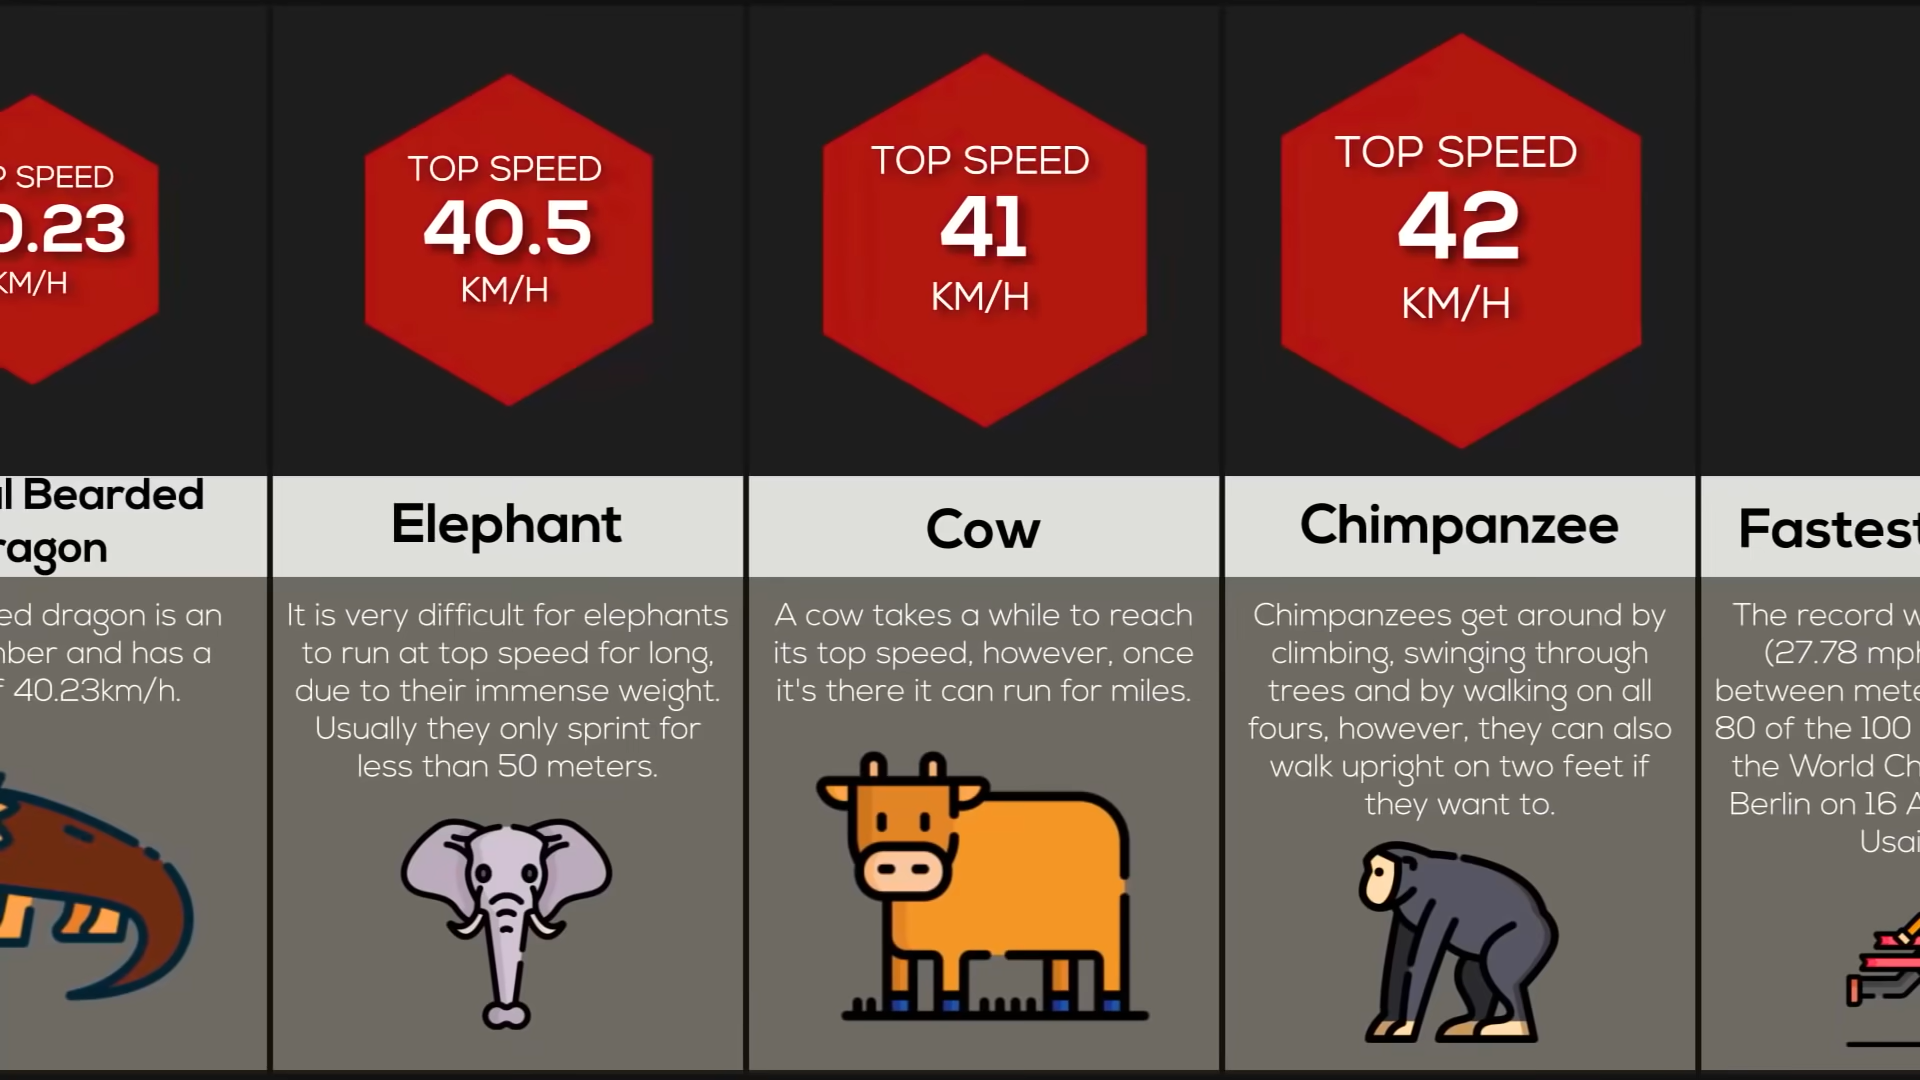 SPEED
0.23
KM/H
l Bearded
ragon
ed dragon is an
ber and has a
40.23km/h.
TOP SPEED
40.5
KM/H
Elephant
It is very difficult for elephants
to run at top speed for long,
due to their immense weight.
Usually they only sprint for
less than 50 meters.
TOP SPEED
41
KM/H
Cow
A cow takes a while to reach
its top speed, however, once
it's there it can run for miles.
TOP SPEED
42
KM/H
Chimpanzee
Chimpanzees get around by
climbing, swinging through
trees and by walking on all
fours, however, they can also
walk upright on two feet if
they want to.
Fastest
The record w
(27.78 mph
between mete
80 of the 100
the World Ch
Berlin on 16 A
Usai